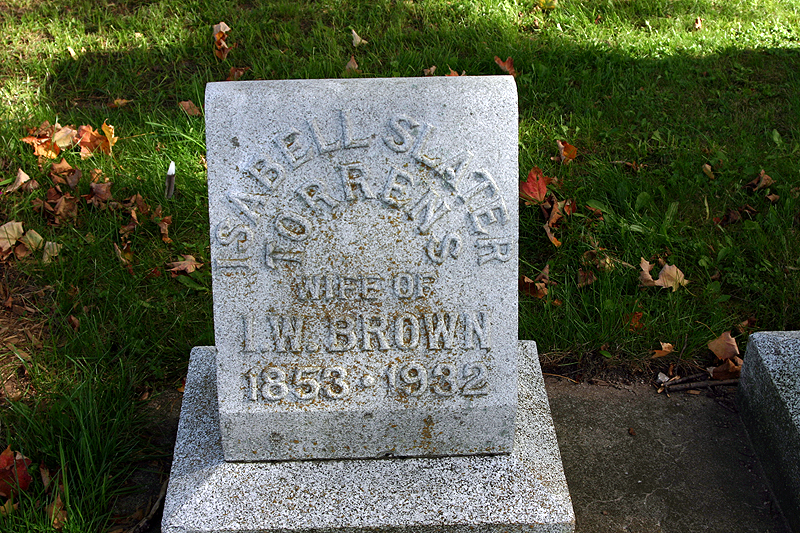 ISABELL SLATER
TORRENS
WIFE OF
I.W. BROWN
1853 · 1932